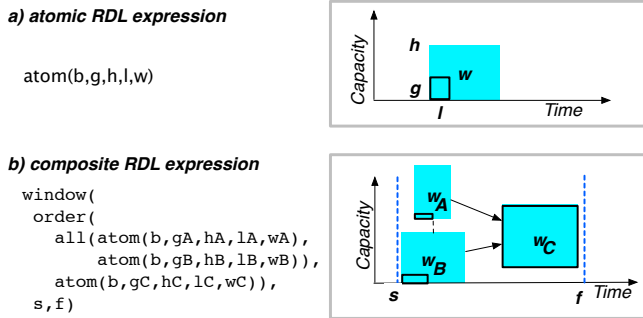 a) atomic RDL expression
atom(b,g,h,l,w)
Capacity
h
g
w
l
Time
b) composite RDL expression
window(
order(
all(atom(b,gA,hA,lA,wA),
atom(b,gB,hB,lB,wB)),
atom(b,gC,hC,lC,wC)),
s,f)
Capacity
wA
wB
wC
s
f
Time